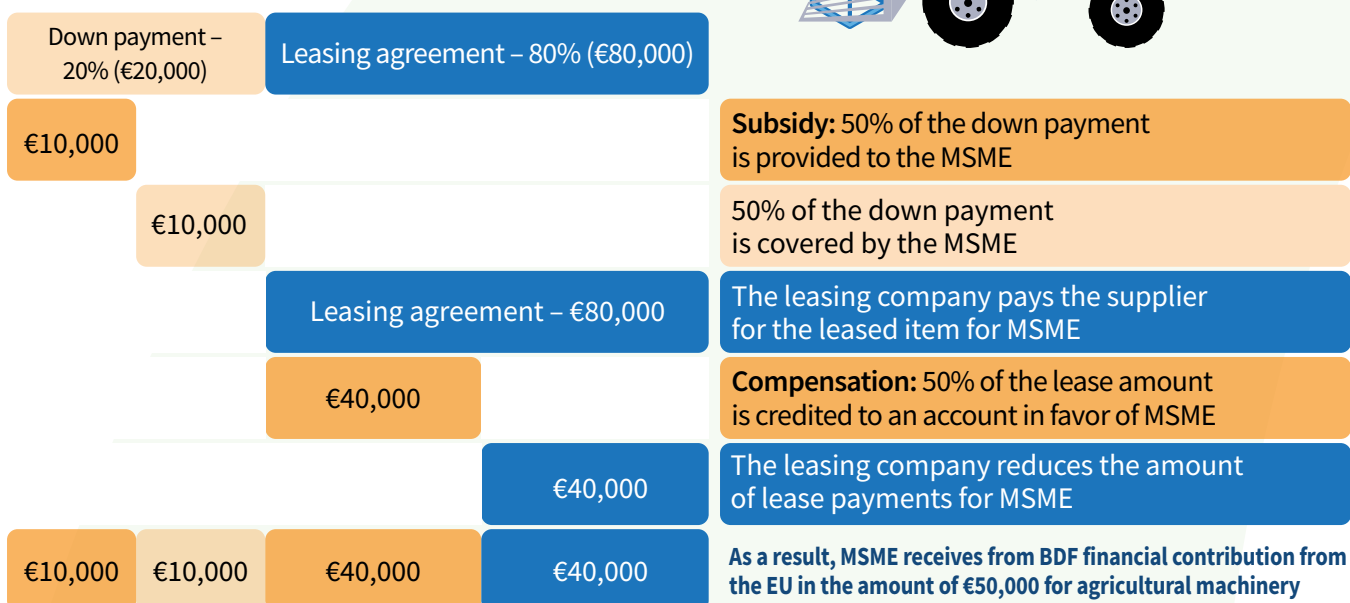 Down payment –
20% (€20,000)
Leasing agreement – 80% (€80,000)
€10,000
Subsidy: 50% of the down payment
is provided to the MSME
€10,000
50% of the down payment
is covered by the MSME
Leasing agreement – €80,000
The leasing company pays the supplier
for the leased item for MSME
€40,000
Compensation: 50% of the lease amount
is credited to an account in favor of MSME
€40,000
The leasing company reduces the amount
of lease payments for MSME
€10,000
€10,000
€40,000
€40,000
As a result, MSME receives from BDF financial contribution from
the EU in the amount of €50,000 for agricultural machinery